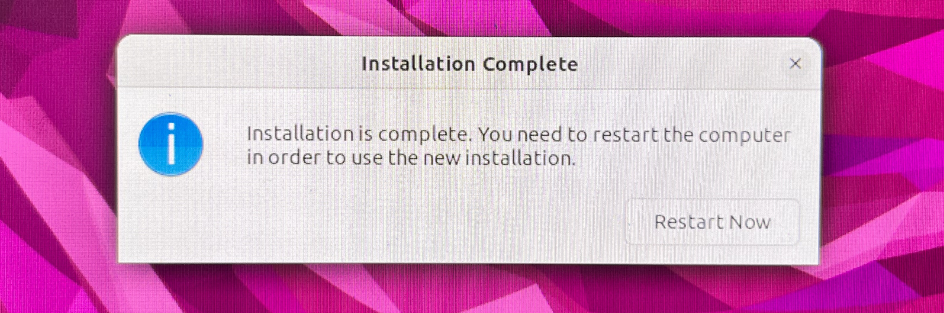 Installation Complete
Installation is complete. You need to restart the computer
in order to use the new installation.
Restart Now